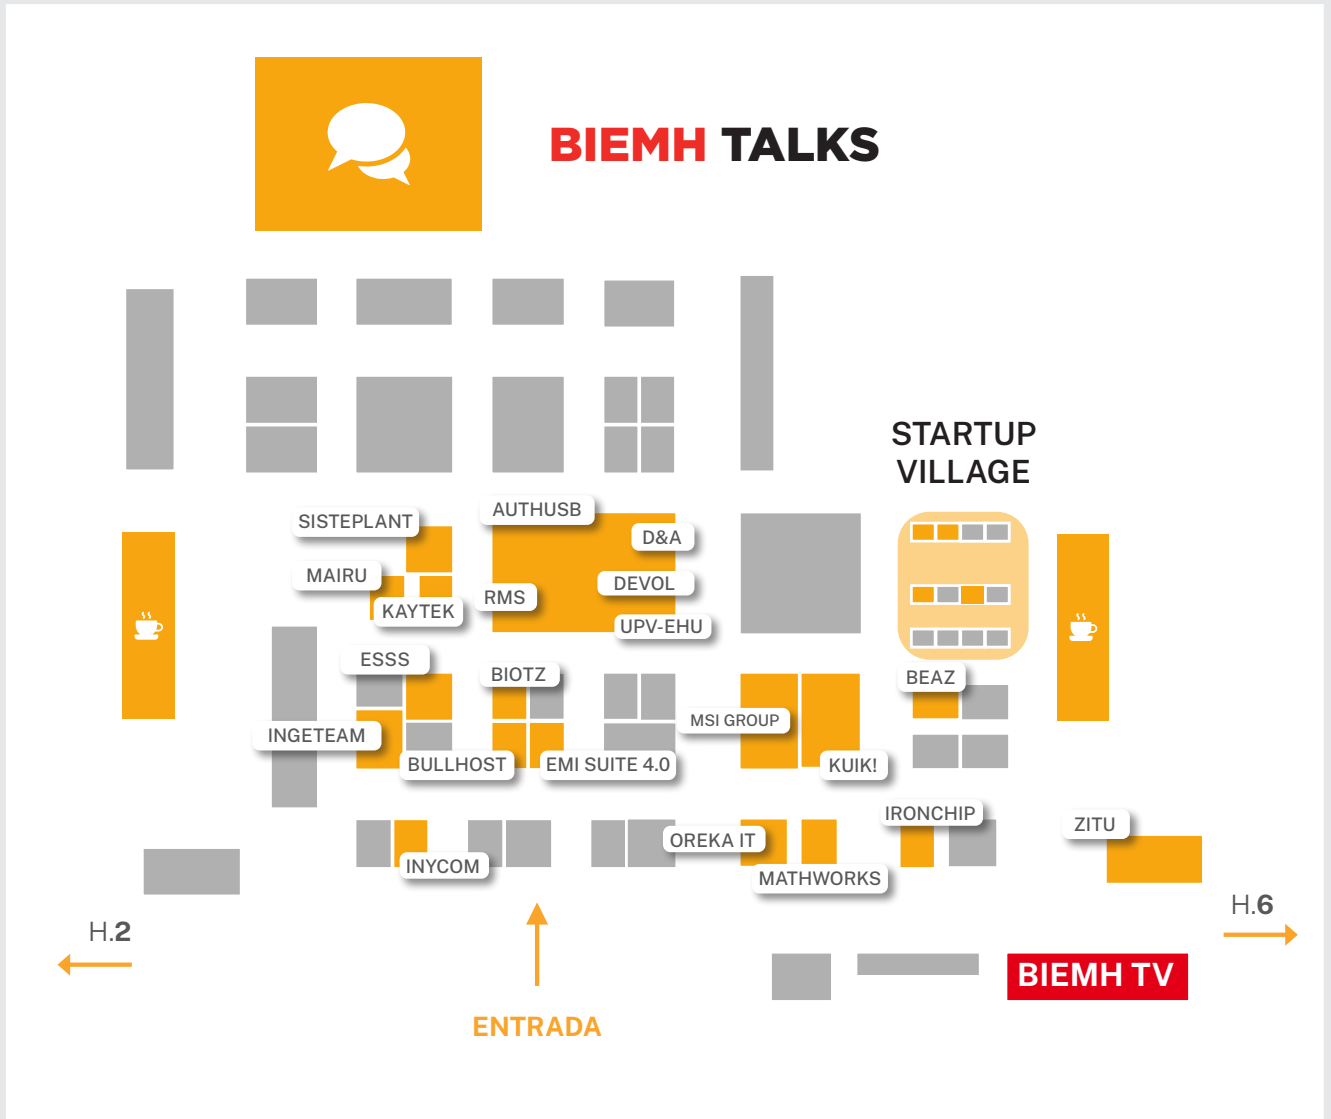 BIEMH TALKS
STARTUP
VILLAGE
AUTHUSB
SISTEPLANT
D&A
MAIRU
DEVOL
RMS
KAYTEK
UPV-EHU
ESSS
BIOTZ
BEAZ
MSI GROUP
INGETEAM
BULLHOST
EMI SUITE 4.0
KUIK!
IRONCHIP
ZITU
OREKA IT
INYCOM
MATHWORKS
H.6
H.2
BIEMH TV
ENTRADA